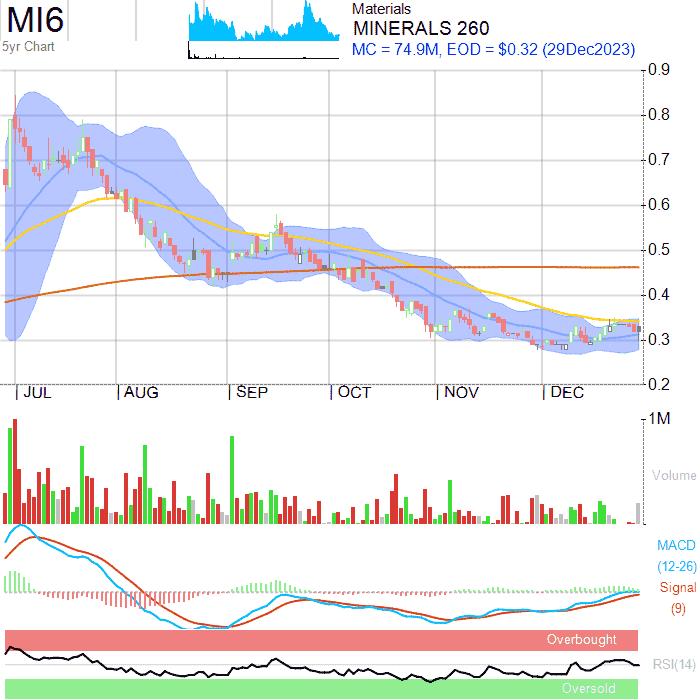 MI6
5yr Chart
Materials
MINERALS 260
MC = 74.9M, EOD = $0.32 (29Dec2023)
0.9
0.8
0.7
0.6
0.5
0.4
0.3
0.2
JUL AUG SEP OCT NOV DEC
1M
Volume
MACD
(12-26)
Signal
(9)
Overbought
RSI(14)
Oversold